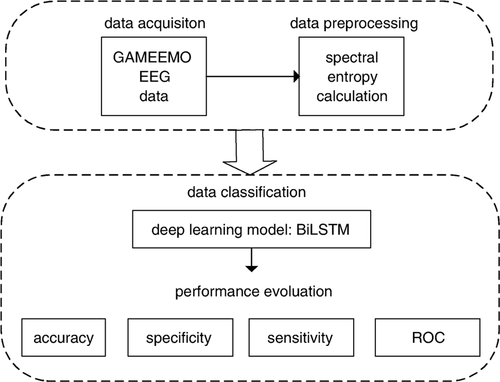 data acquisiton
data preprocessing
GAMEEMO
EEG
data
spectral
entropy
calculation
data classification
deep learning model: BiLSTM
performance evoluation
accuracy
specificity
sensitivity
ROC